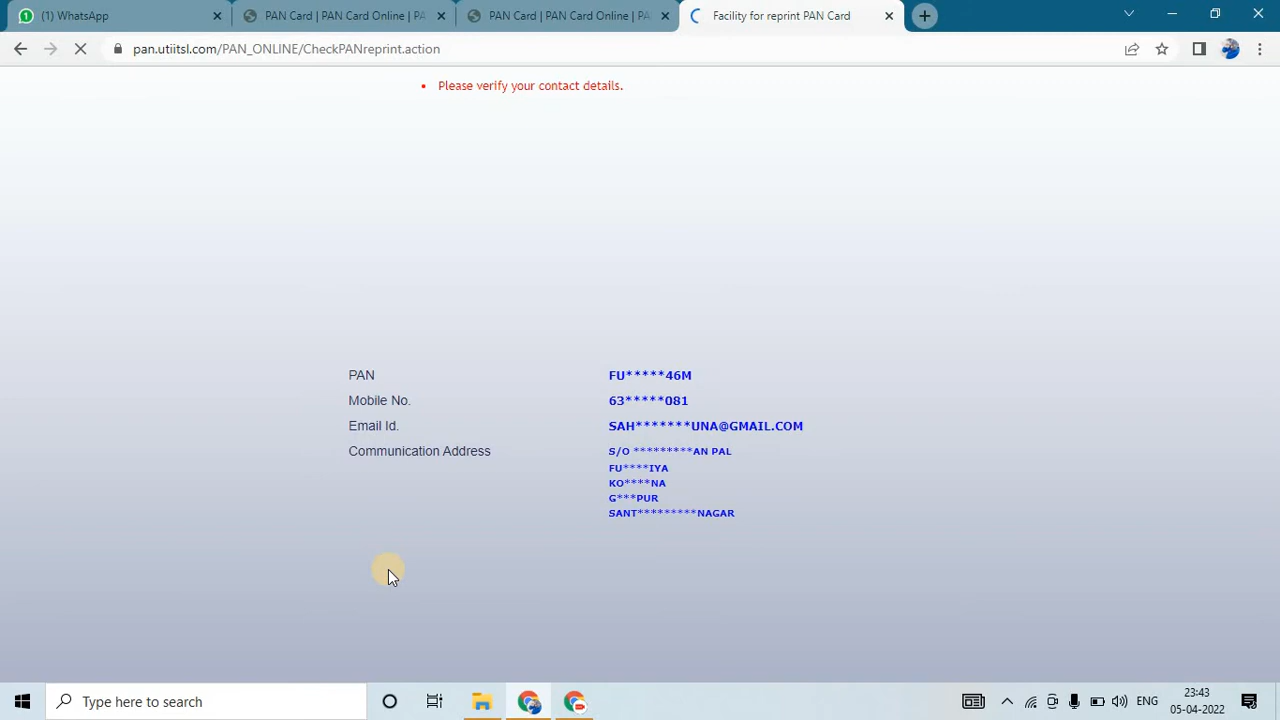 (1) WhatsApp
PAN Card | PAN Card Online | PA
PAN Card | PAN Card Online | PA
Facility for reprint PAN Card
pan.utiitsl.com/PAN_ONLINE/CheckPANreprint.action
Please verify your contact details.
PAN FU*****46M
Mobile No. 63*****081
Email Id. SAH*******UNA@GMAIL.COM
Communication Address S/O *********AN PAL
FU****IYA
KO****NA
G***PUR
SANT*********NAGAR
Type here to search
ENG
23:43
05-04-2022